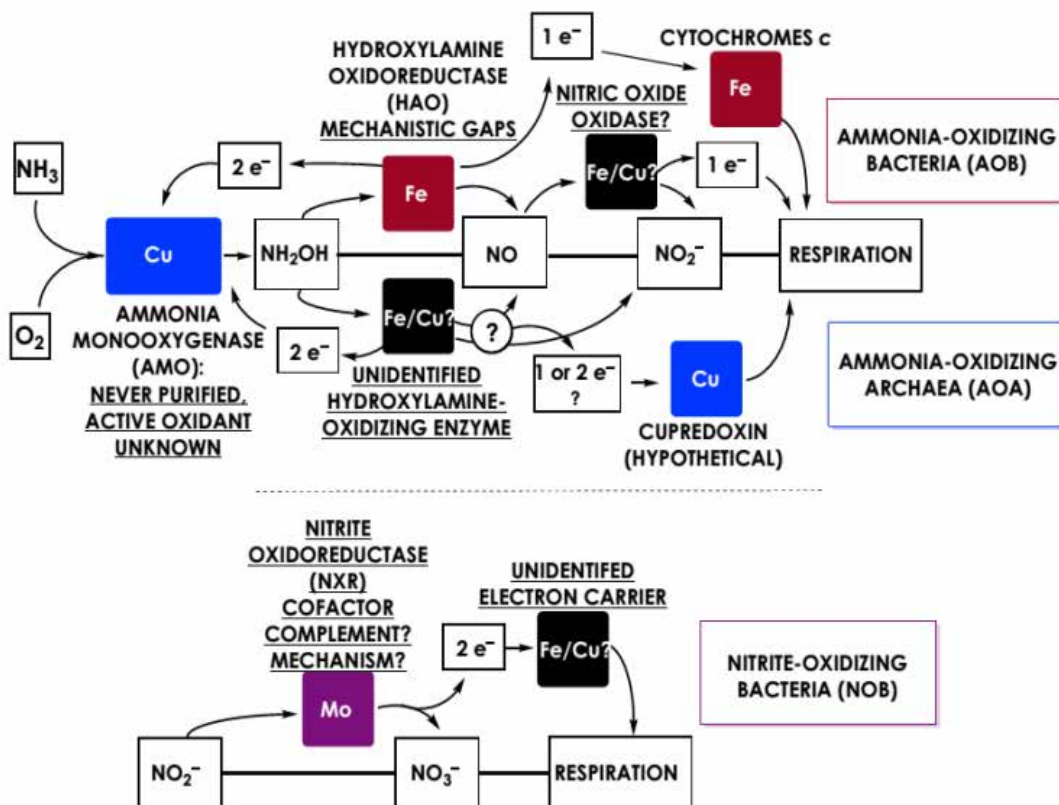 1 e⁻
CYTOCHROMES c
HYDROXYLAMINE
OXIDOREDUCTASE
(HAO)
MECHANISTIC GAPS
Fe
NITRIC OXIDE
OXIDASE?
AMMONIA-OXIDIZING
BACTERIA (AOB)
NH₃
2 e⁻
Fe
Fe/Cu?
1 e⁻
Cu
NH₂OH
NO
NO₂⁻
RESPIRATION
O₂
AMMONIA
MONOOXYGENASE
(AMO):
NEVER PURIFIED.
ACTIVE OXIDANT
UNKNOWN
2 e⁻
Fe/Cu?
?
UNIDENTIFIED
HYDROXYLAMINE-
OXIDIZING ENZYME
1 or 2 e⁻
?
Cu
CUPREDOXIN
(HYPOTHETICAL)
AMMONIA-OXIDIZING
ARCHAEA (AOA)
NITRITE
OXIDOREDUCTASE
(NXR)
COFACTOR
COMPLEMENT?
MECHANISM?
UNIDENTIFED
ELECTRON CARRIER
2 e⁻
Fe/Cu?
Mo
NITRITE-OXIDIZING
BACTERIA (NOB)
NO₂⁻
NO₃⁻
RESPIRATION